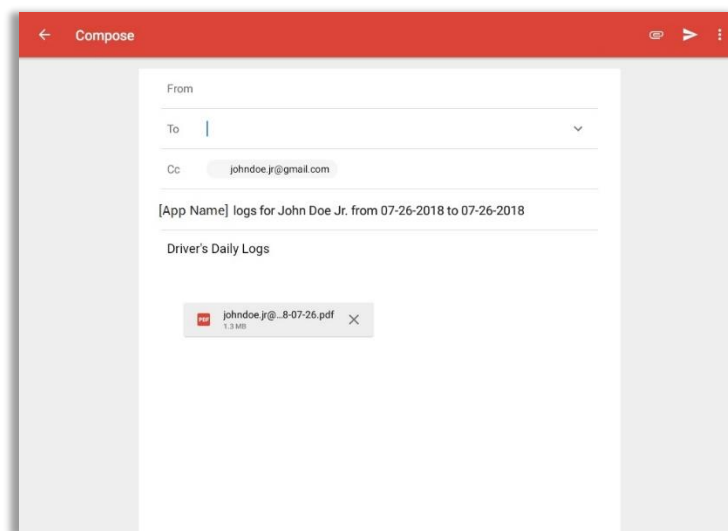 Compose
From
To
Cc johndoe.jr@gmail.com
[App Name] logs for John Doe Jr. from 07-26-2018 to 07-26-2018
Driver's Daily Logs
PDF johndoe.jr@...8-07-26.pdf
1.3 MB